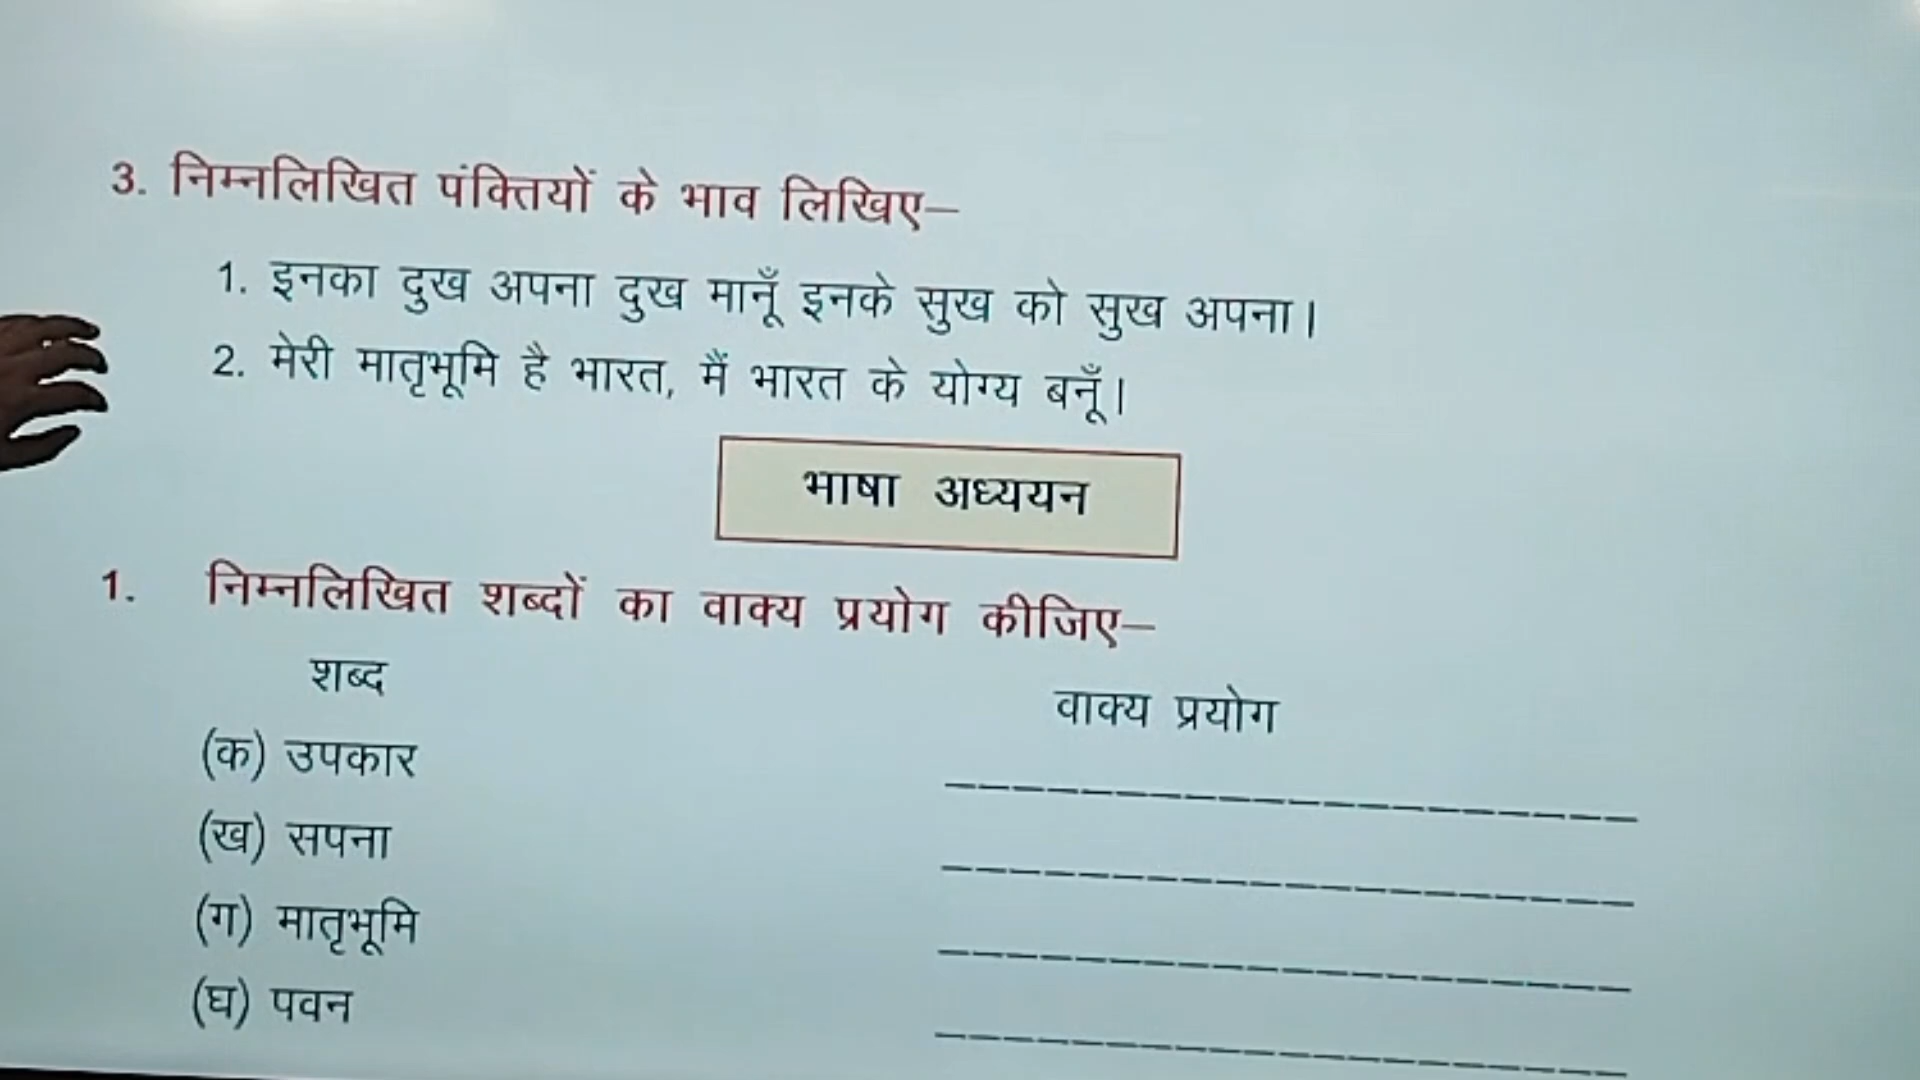 3. निम्नलिखित पंक्तियों के भाव लिखिए–
1. इनका दुख अपना दुख मानूँ इनके सुख को सुख अपना।
2. मेरी मातृभूमि है भारत, मैं भारत के योग्य बनूँ।
भाषा अध्ययन
1. निम्नलिखित शब्दों का वाक्य प्रयोग कीजिए–
शब्द वाक्य प्रयोग
(क) उपकार
(ख) सपना
(ग) मातृभूमि
(घ) पवन